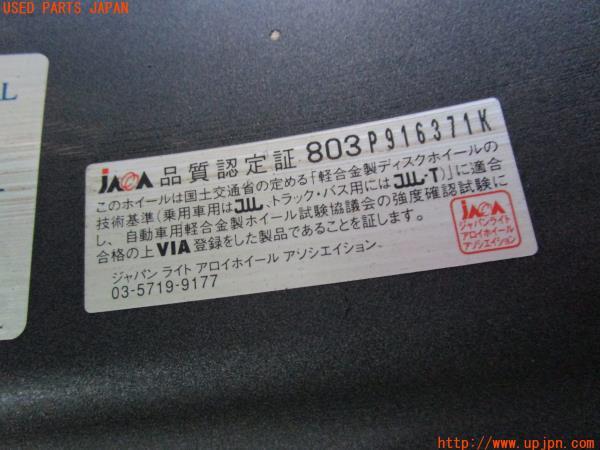 USED PARTS JAPAN
AL
JAWA 品質認定証 803P916371K
このホイールは国土交通省の定める「軽合金製ディスクホイールの
技術基準(乗用車用はJWL、トラック・バス用にはJWL-T)」に適合
し、自動車用軽合金製ホイール試験協議会の強度確認試験に
合格の上VIA登録をした製品であることを証します。
ジャパン ライト アロイホイール アソシエイション
03-5719-9177
JAWA
ジャパンライト
アロイホイール
アソシエイション
http://www.upjpn.com/